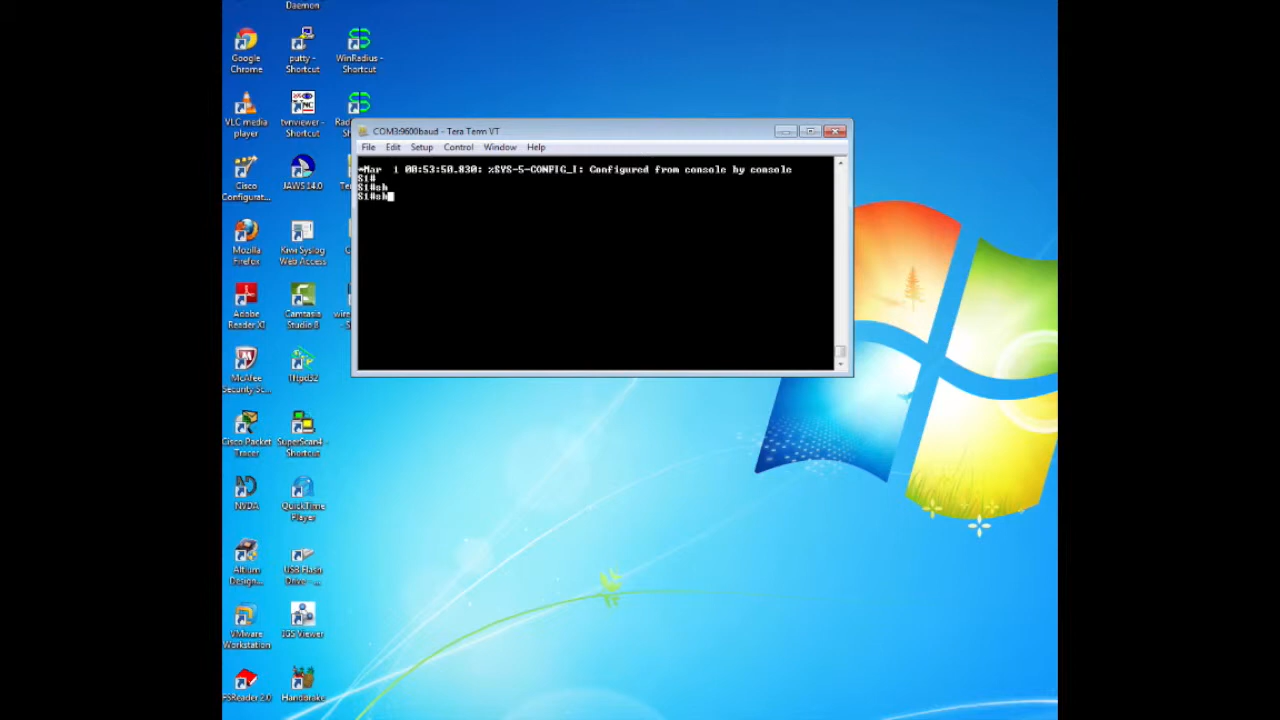 Daemon
Google Chrome
putty - Shortcut
WinRadius - Shortcut
VLC media player
tvnviewer - Shortcut
COM3:9600baud - Tera Term VT
File Edit Setup Control Window Help
*Mar 1 00:53:50.830: %SYS-5-CONFIG_I: Configured from console by console
S1#
S1#sh
S1#sh
Cisco Configurat...
JAWS 14.0
Mozilla Firefox
Kiwi Syslog Web Access
Adobe Reader XI
Camtasia Studio 8
McAfee Security Sc...
Tftpd32
Cisco Packet Tracer
SuperScan4 - Shortcut
NVDA
QuickTime Player
Altium Design...
USB Flash Drive - ...
VMware Workstation
FSReader 2.0
Handbrake